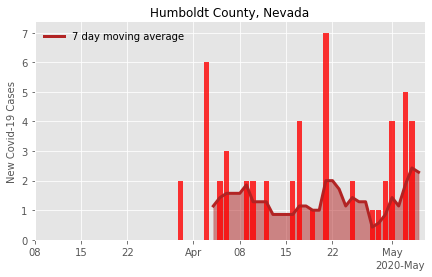 Humboldt County, Nevada
7 day moving average
New Covid-19 Cases
7
6
5
4
3
2
1
0
08 15 22 Apr 08 15 22 May
2020-May